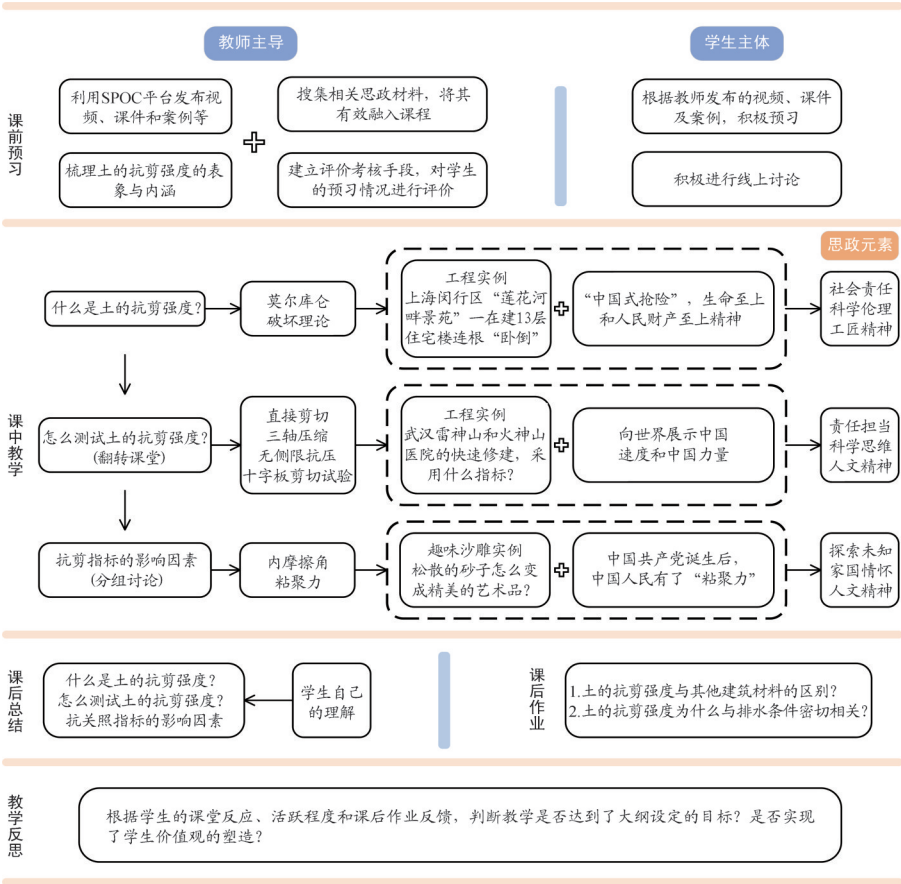 教师主导
学生主体
课前预习
利用SPOC平台发布视
频、课件和案例等
搜集相关思政材料，将其
有效融入课程
梳理土的抗剪强度的表
象与内涵
建立评价考核手段，对学生
的预习情况进行评价
根据教师发布的视频、课件
及案例，积极预习
积极进行线上讨论
思政元素
课中教学
什么是土的抗剪强度?
莫尔库仑
破坏理论
工程实例
上海闵行区“莲花河
畔景苑”一在建13层
住宅楼连根“卧倒”
“中国式抢险”，生命至上
和人民财产至上精神
社会责任
科学伦理
工匠精神
怎么测试土的抗剪强度?
(翻转课堂)
直接剪切
三轴压缩
无侧限抗压
十字板剪切试验
工程实例
武汉雷神山和火神山
医院的快速修建，采
用什么指标?
向世界展示中国
速度和中国力量
责任担当
科学思维
人文精神
抗剪指标的影响因素
(分组讨论)
内摩擦角
粘聚力
趣味沙雕实例
松散的砂子怎么变
成精美的艺术品?
中国共产党诞生后，
中国人民有了“粘聚力”
探索未知
家国情怀
人文精神
课后总结
什么是土的抗剪强度?
怎么测试土的抗剪强度?
抗关照指标的影响因素
学生自己
的理解
课后作业
1.土的抗剪强度与其他建筑材料的区别?
2.土的抗剪强度为什么与排水条件密切相关?
教学反思
根据学生的课堂反应、活跃程度和课后作业反馈，判断教学是否达到了大纲设定的目标? 是否实现
了学生价值观的塑造?